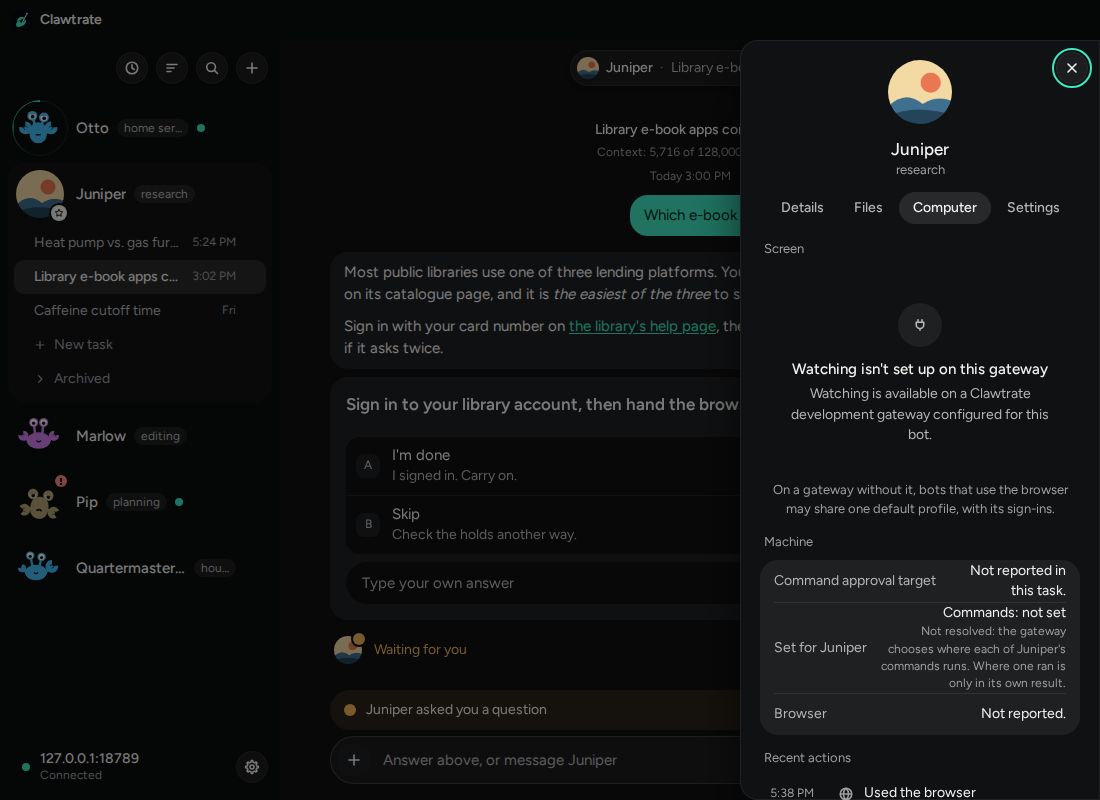 Clawtrate
Otto
home ser...
Juniper
research
Heat pump vs. gas fur...
5:24 PM
Library e-book apps c...
3:02 PM
Caffeine cutoff time
Fri
New task
Archived
Marlow
editing
Pip
planning
Quartermaster...
hou...
127.0.0.1:18789
Connected
Juniper · Library e-bo
Library e-book apps co
Context: 5,716 of 128,000
Today 3:00 PM
Which e-book
Most public libraries use one of three lending platforms. You
on its catalogue page, and it is the easiest of the three to s
Sign in with your card number on the library's help page, the
if it asks twice.
Sign in to your library account, then hand the brow
A
I'm done
I signed in. Carry on.
B
Skip
Check the holds another way.
Type your own answer
Waiting for you
Juniper asked you a question
Answer above, or message Juniper
Juniper
research
Details
Files
Computer
Settings
Screen
Watching isn't set up on this gateway
Watching is available on a Clawtrate
development gateway configured for this
bot.
On a gateway without it, bots that use the browser
may share one default profile, with its sign-ins.
Machine
Command approval target
Not reported in
this task.
Set for Juniper
Commands: not set
Not resolved: the gateway
chooses where each of Juniper's
commands runs. Where one ran is
only in its own result.
Browser
Not reported.
Recent actions
5:38 PM
Used the browser